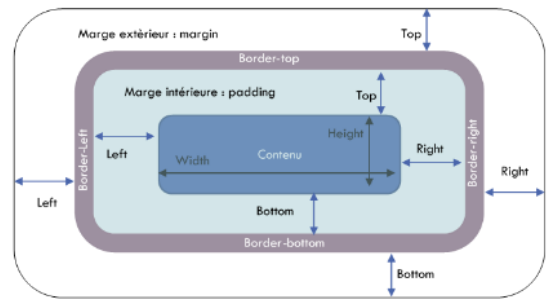 Marge extèrieur : margin
Top
Border-top
Marge intérieure : padding
Top
Border-Left
Height
Border-right
Left
Width
Contenu
Right
Right
Left
Bottom
Border-bottom
Bottom